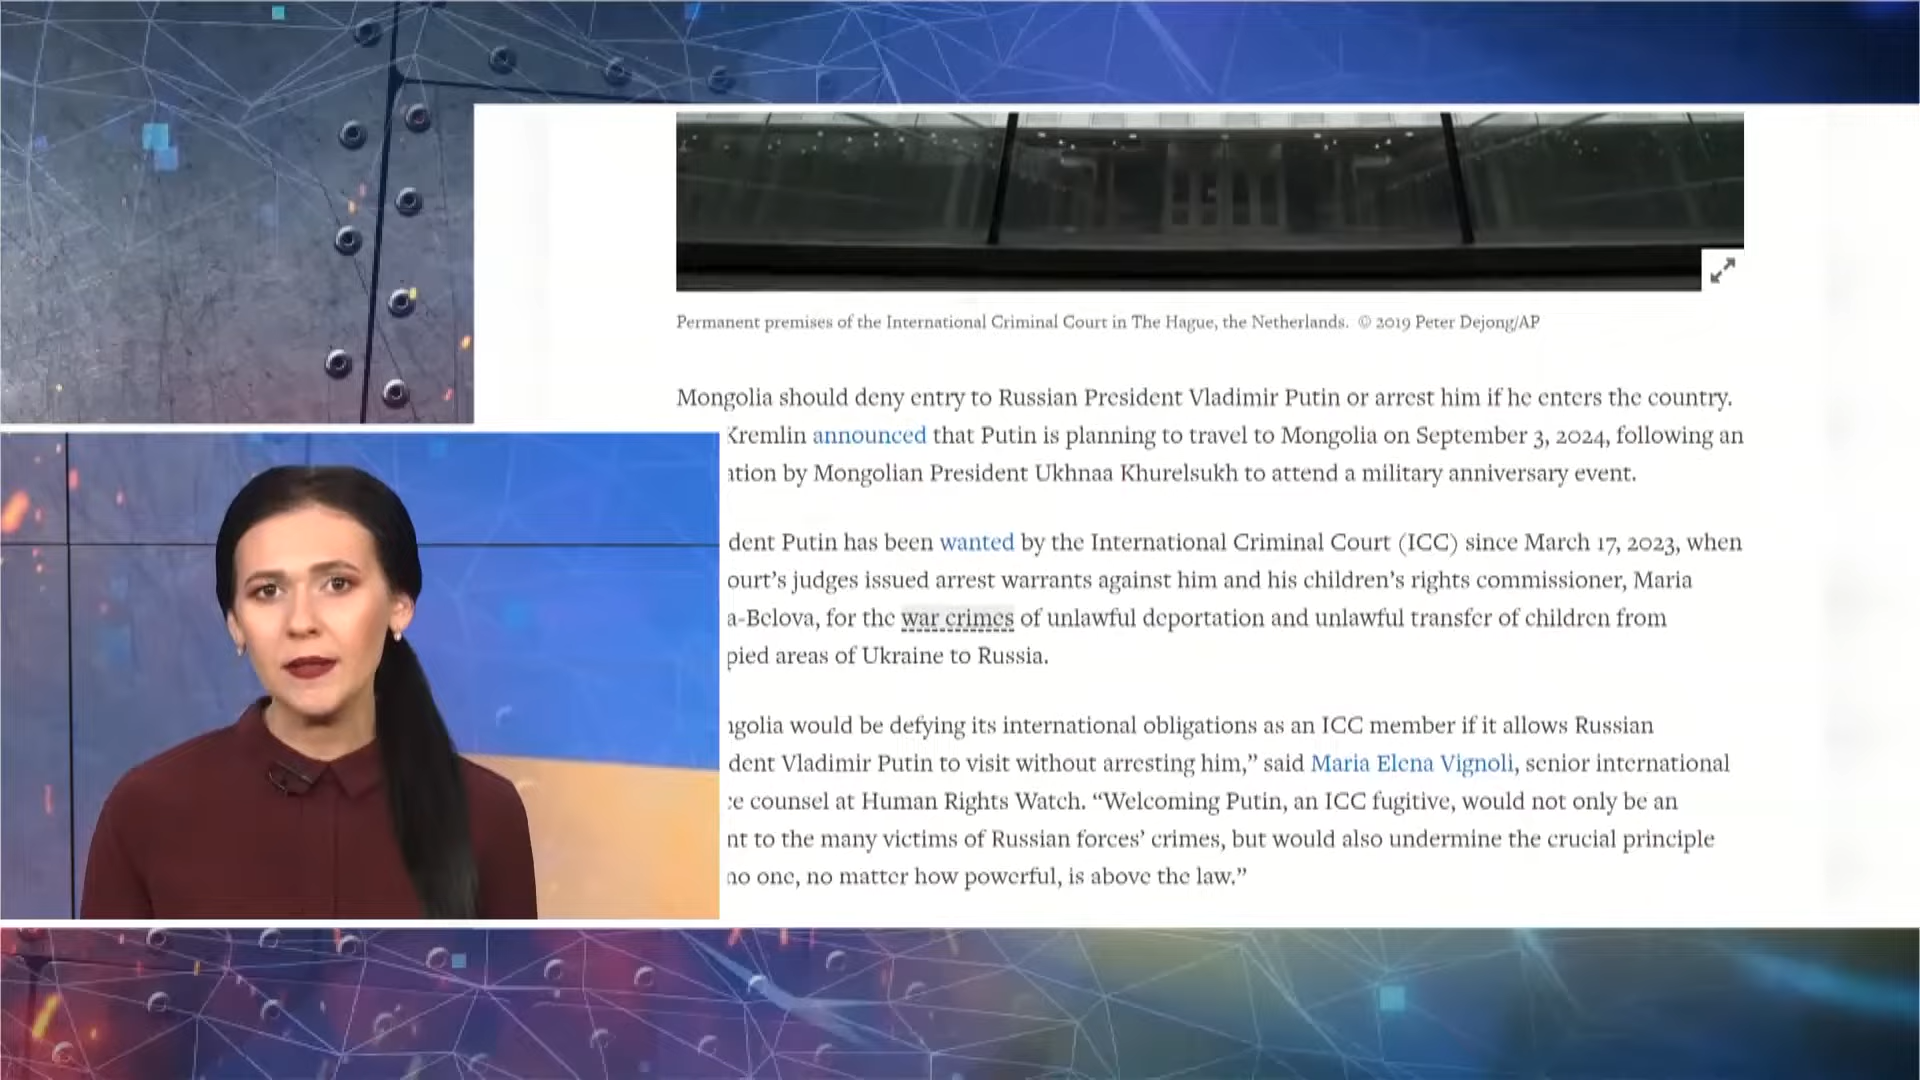 Permanent premises of the International Criminal Court in The Hague, the Netherlands. © 2019 Peter Dejong/AP
Mongolia should deny entry to Russian President Vladimir Putin or arrest him if he enters the country.
Kremlin announced that Putin is planning to travel to Mongolia on September 3, 2024, following an
ation by Mongolian President Ukhnaa Khurelsukh to attend a military anniversary event.
dent Putin has been wanted by the International Criminal Court (ICC) since March 17, 2023, when
ourt’s judges issued arrest warrants against him and his children’s rights commissioner, Maria
a-Belova, for the war crimes of unlawful deportation and unlawful transfer of children from
pied areas of Ukraine to Russia.
ngolia would be defying its international obligations as an ICC member if it allows Russian
dent Vladimir Putin to visit without arresting him,” said Maria Elena Vignoli, senior international
ce counsel at Human Rights Watch. “Welcoming Putin, an ICC fugitive, would not only be an
nt to the many victims of Russian forces’ crimes, but would also undermine the crucial principle
no one, no matter how powerful, is above the law.”